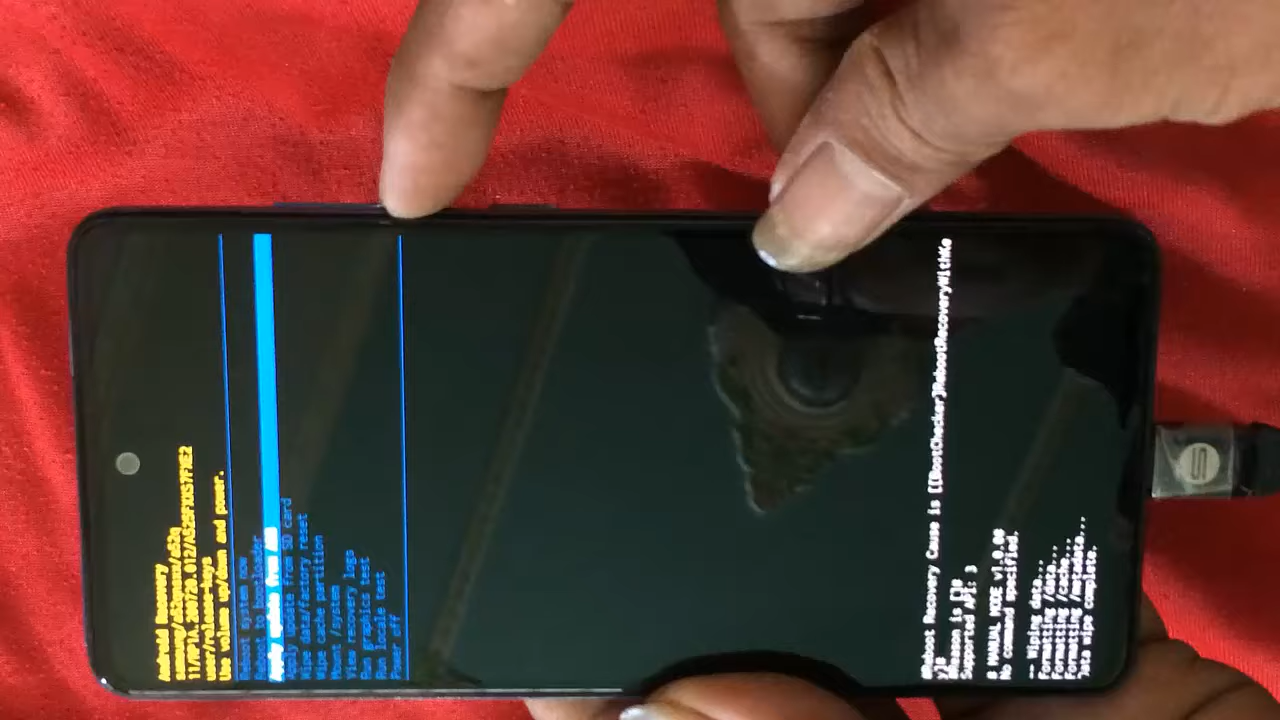 Android Recovery
samsung/a52qnsxx/a52q
11/RP1A.200720.012/A525FXXS7F1E2
user/release-keys
Use volume up/down and power.
Reboot system now
Reboot to bootloader
Apply update from ADB
Apply update from SD card
Wipe data/factory reset
Wipe cache partition
Mount /system
View recovery logs
Run graphics test
Run locale test
Power off
#Reboot Recovery Cause is [[BootChecker]RebootRecoveryWithKe
y]#
Reason is
Supported API: 3
# MANUAL MODE v1.0.0#
No command specified.
-- Wiping data...
Formatting /data...
Formatting /cache...
Formatting /metadata...
Data wipe complete.